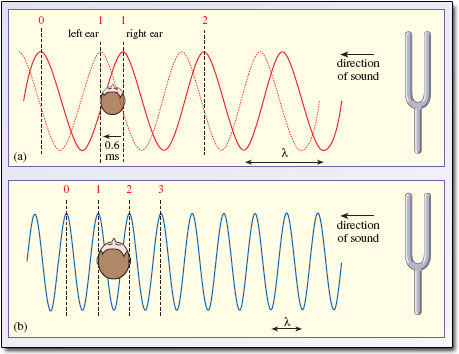 0 1 1 2
left ear right ear
direction
of sound
0.6
ms
λ
(a)
0 1 2 3
direction
of sound
λ
(b)